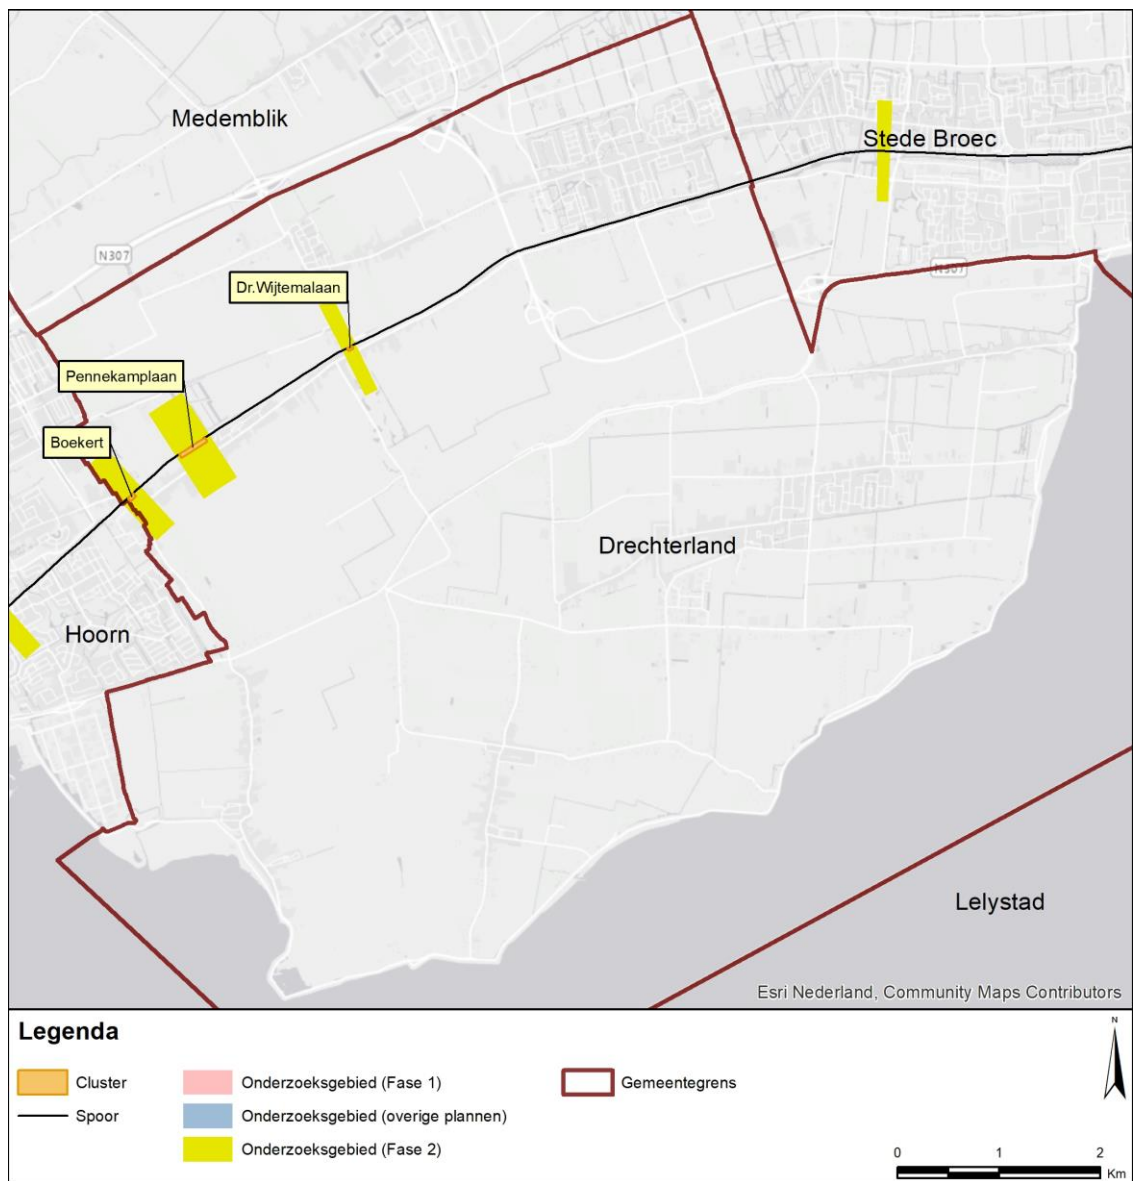 Medemblik
Stede Broec
N307
N307
Dr.Wijtemalaan
Pennekamplaan
Boekert
Drechterland
Hoorn
Lelystad
Esri Nederland, Community Maps Contributors
Legenda
N
Cluster
Onderzoeksgebied (Fase 1)
Gemeentegrens
Spoor
Onderzoeksgebied (overige plannen)
Onderzoeksgebied (Fase 2)
0 1 2
Km